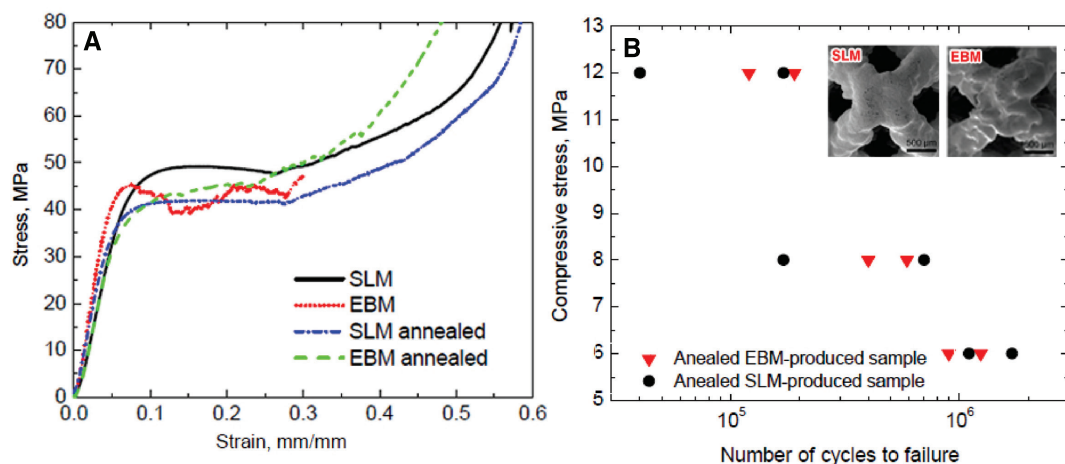 A
80
70
60
50
40
30
20
10
0
0.0 0.1 0.2 0.3 0.4 0.5 0.6
Stress, MPa
Strain, mm/mm
SLM
EBM
SLM annealed
EBM annealed
B
13
12
11
10
9
8
7
6
5
10^5 10^6
Compressive stress, MPa
Number of cycles to failure
SLM
500 µm
EBM
Anealed EBM-produced sample
Anealed SLM-produced sample